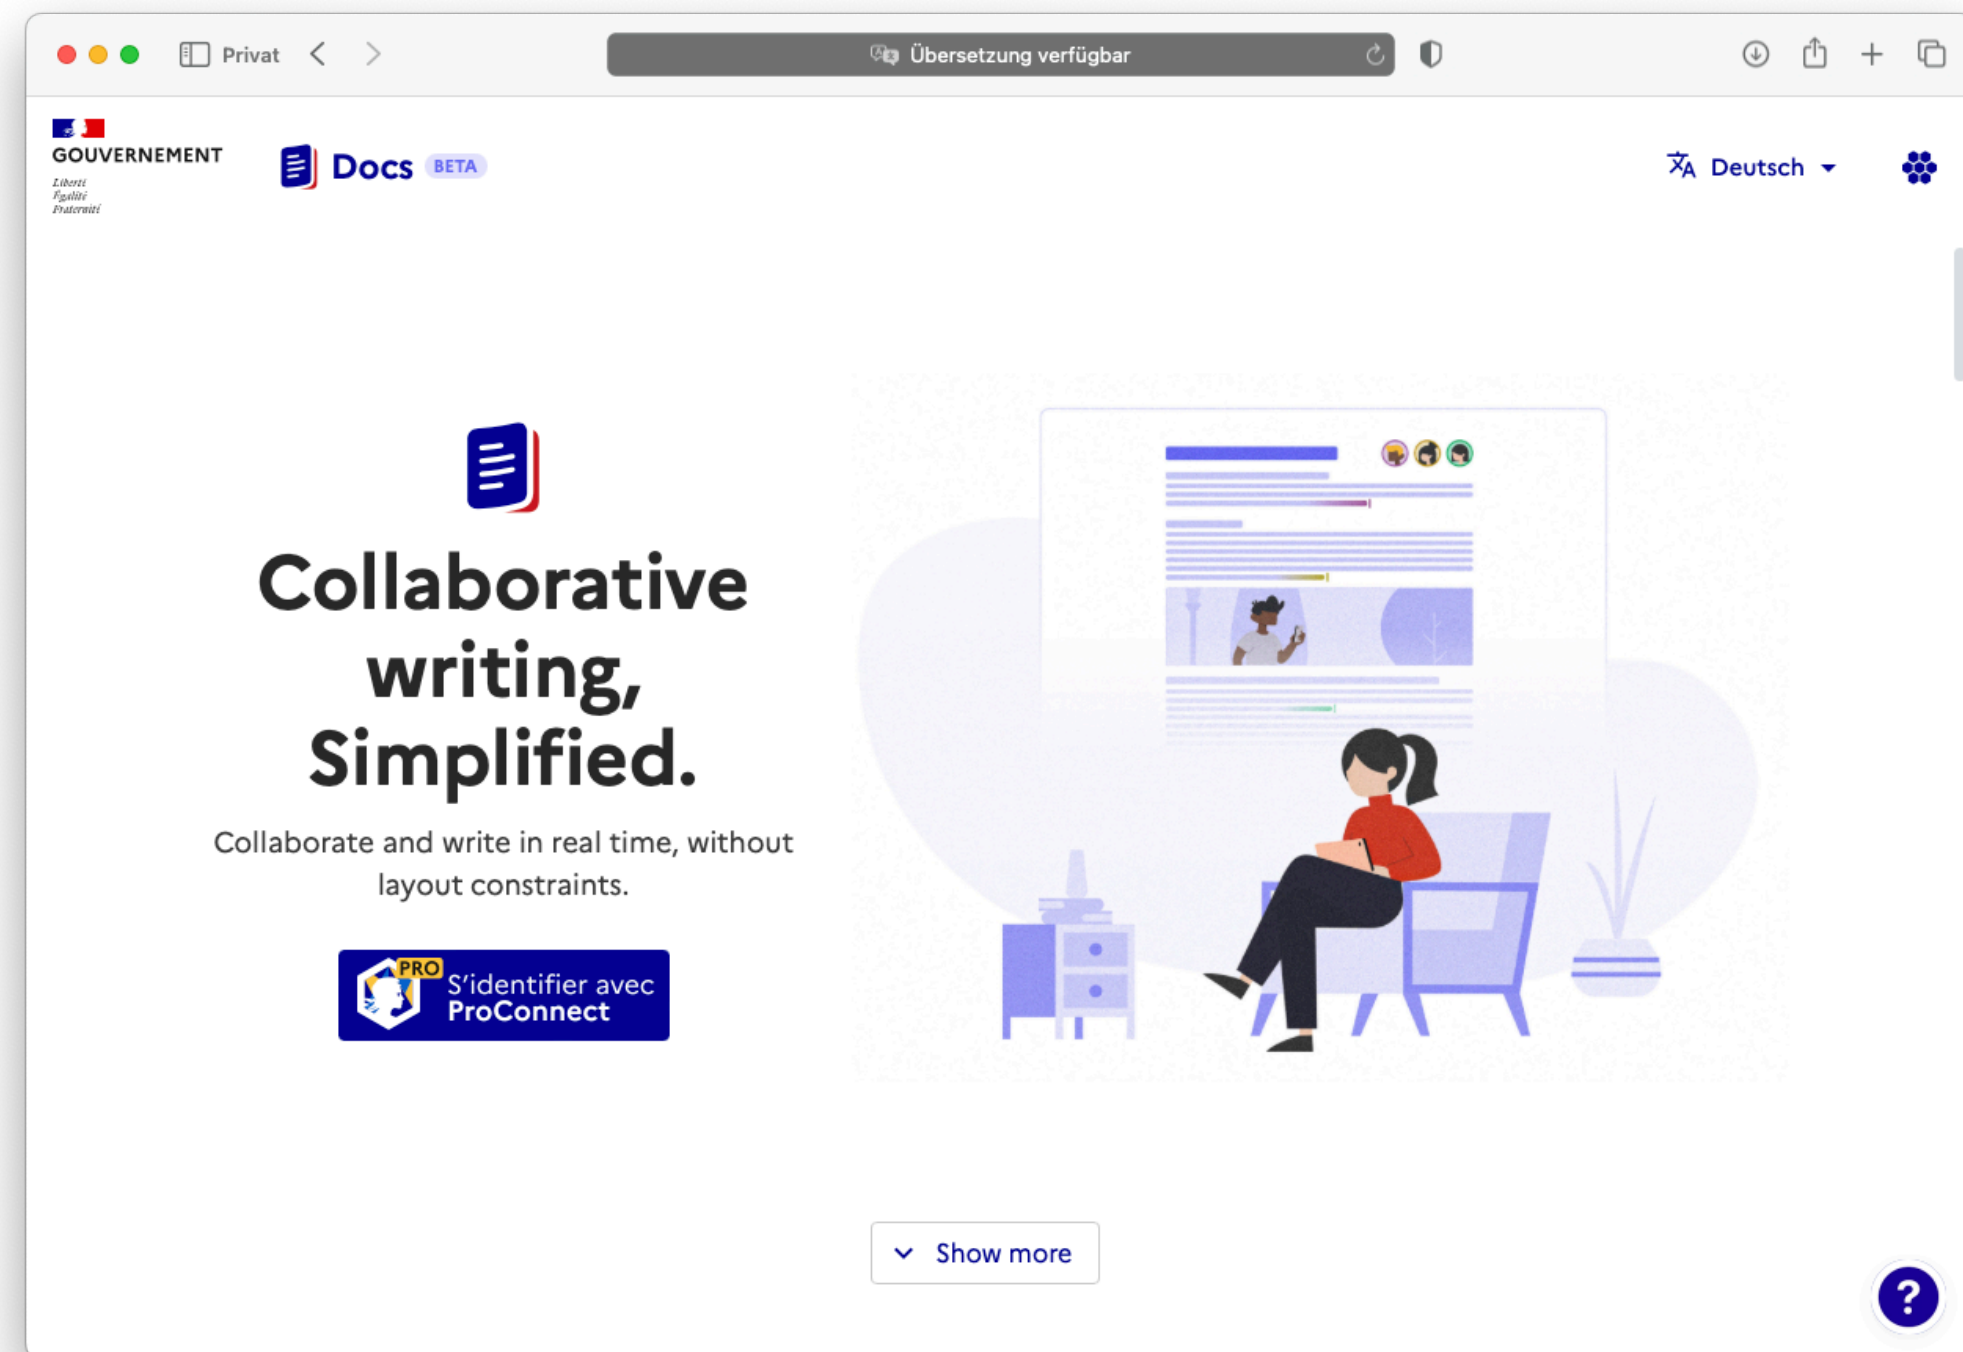 Privat
Übersetzung verfügbar
GOUVERNEMENT
Liberté
Égalité
Fraternité
Docs BETA
Deutsch
Collaborative
writing,
Simplified.
Collaborate and write in real time, without
layout constraints.
PRO
S’identifier avec
ProConnect
Show more
?